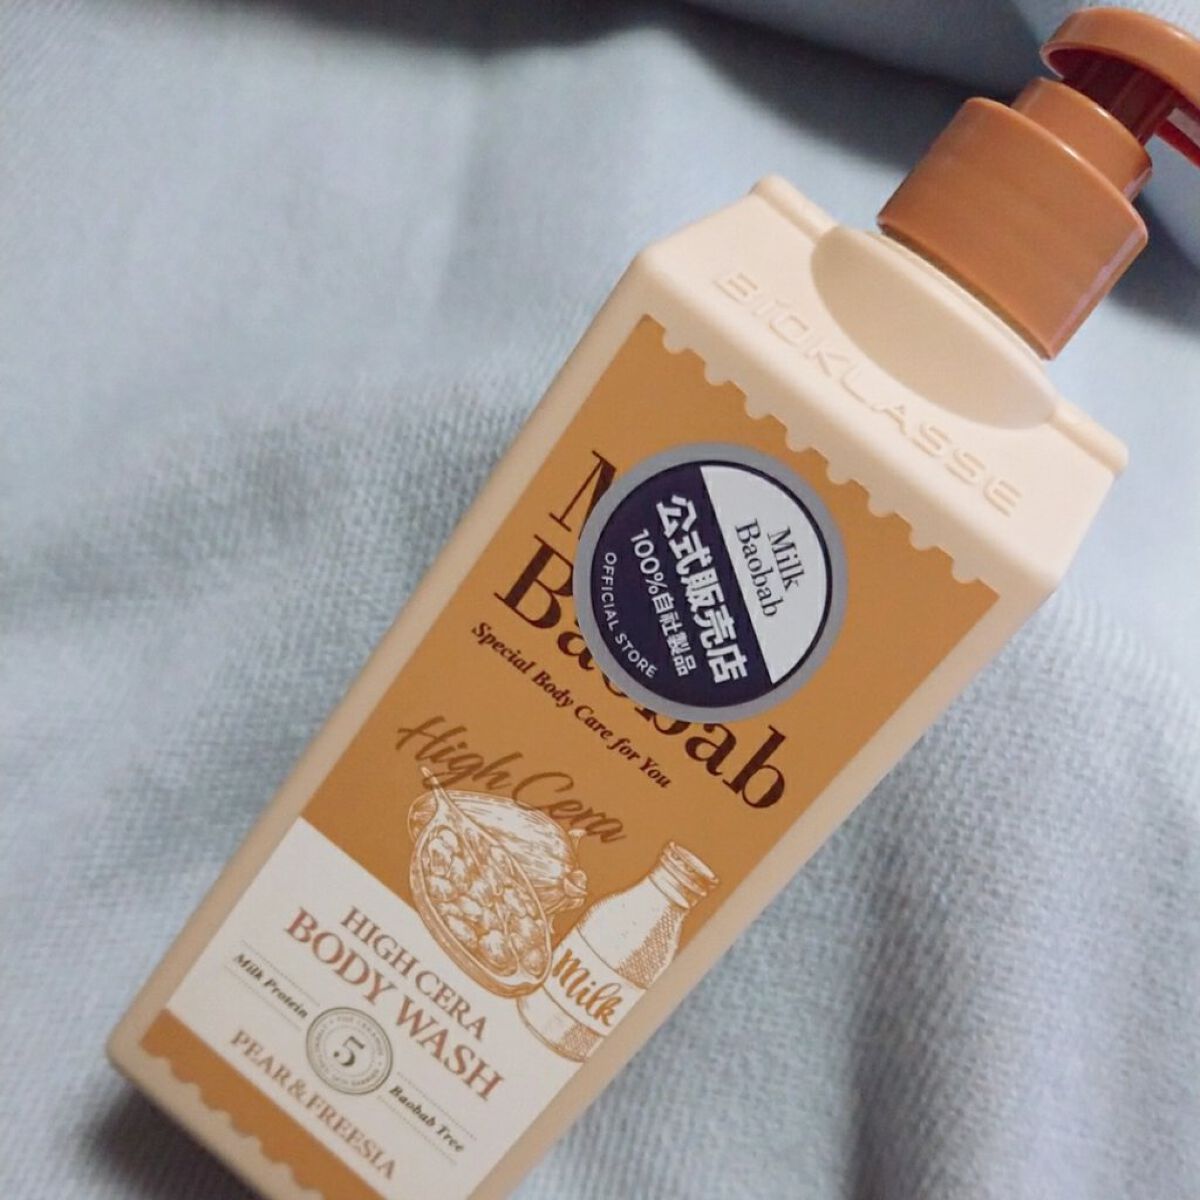 BIOKLASSE
Milk
Baobab
公式販売店
100%自社製品
OFFICIAL STORE
M
Baobab
Special Body Care for You
High Cera
Milk
HIGH CERA
BODY WASH
Milk Protein
5
Baobab Tree
PEAR&FREESIA